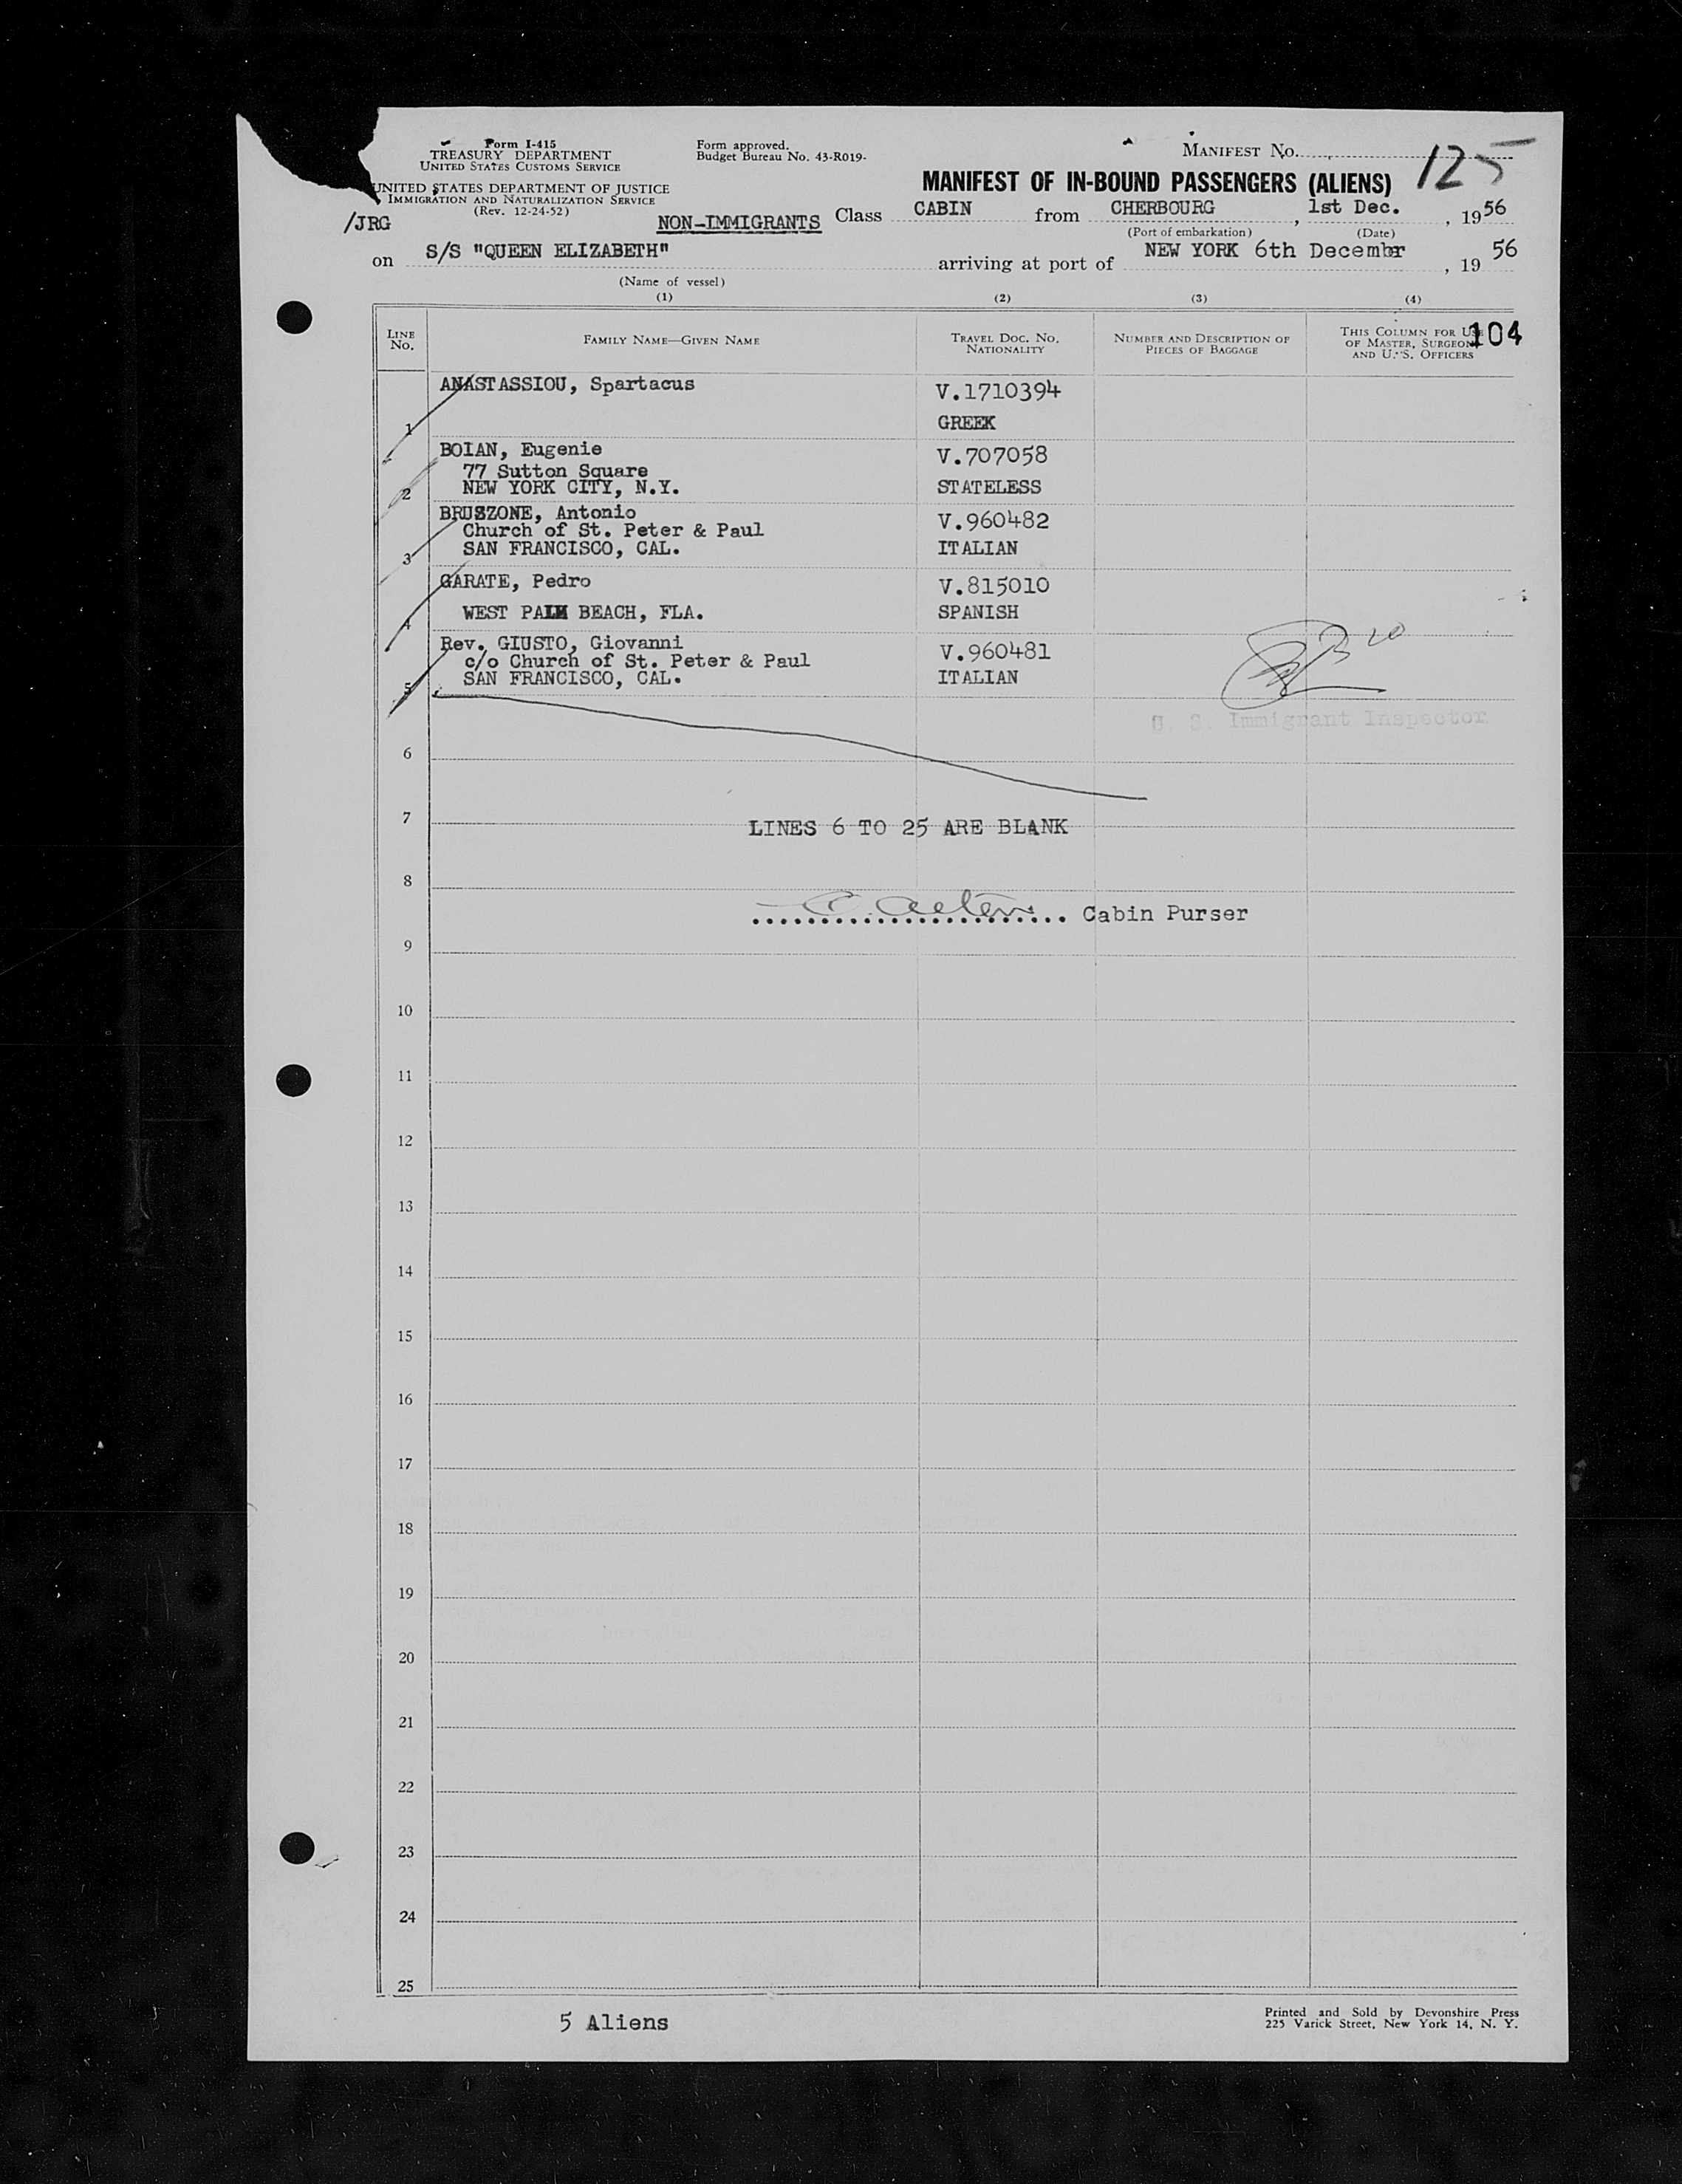 Form I-415
TREASURY DEPARTMENT
UNITED STATES CUSTOMS SERVICE
UNITED STATES DEPARTMENT OF JUSTICE
IMMIGRATION AND NATURALIZATION SERVICE
(Rev. 12-24-52)
Form approved.
Budget Bureau No. 43-R019-
MANIFEST NO. 125
MANIFEST OF IN-BOUND PASSENGERS (ALIENS)
/JRG NON-IMMIGRANTS Class CABIN from CHERBOURG, 1st Dec., 1956
(Port of embarkation) (Date)
on S/S "QUEEN ELIZABETH" arriving at port of NEW YORK 6th Decembr, 19 56
(Name of vessel)
(1) (2) (3) (4)
LINE NO. FAMILY NAME—GIVEN NAME TRAVEL DOC. NO. NATIONALITY NUMBER AND DESCRIPTION OF PIECES OF BAGGAGE THIS COLUMN FOR USE OF MASTER, SURGEON AND U. S. OFFICERS
104
ANASTASSIOU, Spartacus V.1710394
1 GREEK
BOIAN, Eugenie V.707058
77 Sutton Square
2 NEW YORK CITY, N.Y. STATELESS
BRUSZONE, Antonio V.960482
Church of St. Peter & Paul
3 SAN FRANCISCO, CAL. ITALIAN
GARATE, Pedro V.815010
4 WEST PALM BEACH, FLA. SPANISH
Rev. GIUSTO, Giovanni V.960481
c/o Church of St. Peter & Paul
5 SAN FRANCISCO, CAL. ITALIAN
U. S. Immigrant Inspector
6
7 LINES 6 TO 25 ARE BLANK
8
Cabin Purser
9
10
11
12
13
14
15
16
17
18
19
20
21
22
23
24
25
5 Aliens
Printed and Sold by Devonshire Press
225 Varick Street, New York 14, N. Y.